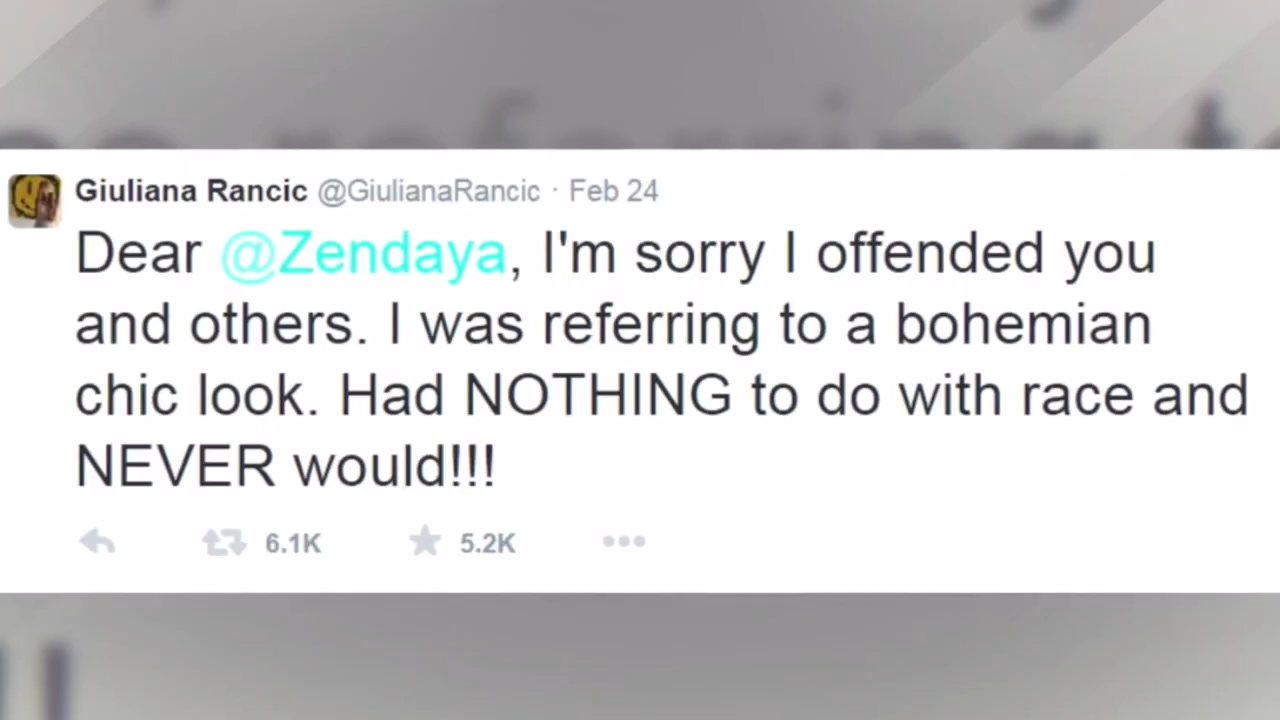 Giuliana Rancic @GiulianaRancic · Feb 24
Dear @Zendaya, I'm sorry I offended you
and others. I was referring to a bohemian
chic look. Had NOTHING to do with race and
NEVER would!!!
6.1K 5.2K